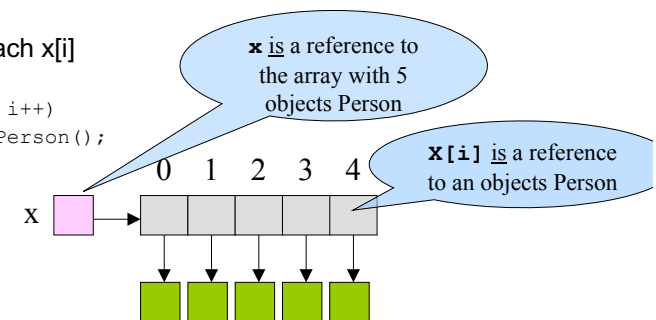 ach x[i]
i++)
Person();
x is a reference to
the array with 5
objects Person
X[i] is a reference
to an objects Person
0 1 2 3 4
x